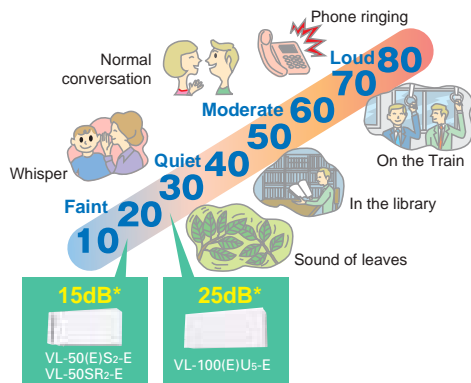 Phone ringing
Normal
conversation
Loud 80
70
Moderate 60
50
On the Train
Whisper
Quiet 40
30
In the library
Faint 20
10
Sound of leaves
15dB*
VL-50(E)S2-E
VL-50SR2-E
25dB*
VL-100(E)U5-E